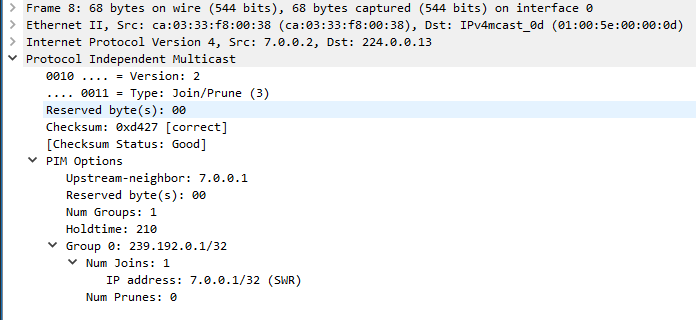 Frame 8: 68 bytes on wire (544 bits), 68 bytes captured (544 bits) on interface 0
Ethernet II, Src: ca:03:33:f8:00:38 (ca:03:33:f8:00:38), Dst: IPv4mcast_0d (01:00:5e:00:00:0d)
Internet Protocol Version 4, Src: 7.0.0.2, Dst: 224.0.0.13
Protocol Independent Multicast
0010 .... = Version: 2
.... 0011 = Type: Join/Prune (3)
Reserved byte(s): 00
Checksum: 0xd427 [correct]
[Checksum Status: Good]
PIM Options
Upstream-neighbor: 7.0.0.1
Reserved byte(s): 00
Num Groups: 1
Holdtime: 210
Group 0: 239.192.0.1/32
Num Joins: 1
IP address: 7.0.0.1/32 (SWR)
Num Prunes: 0